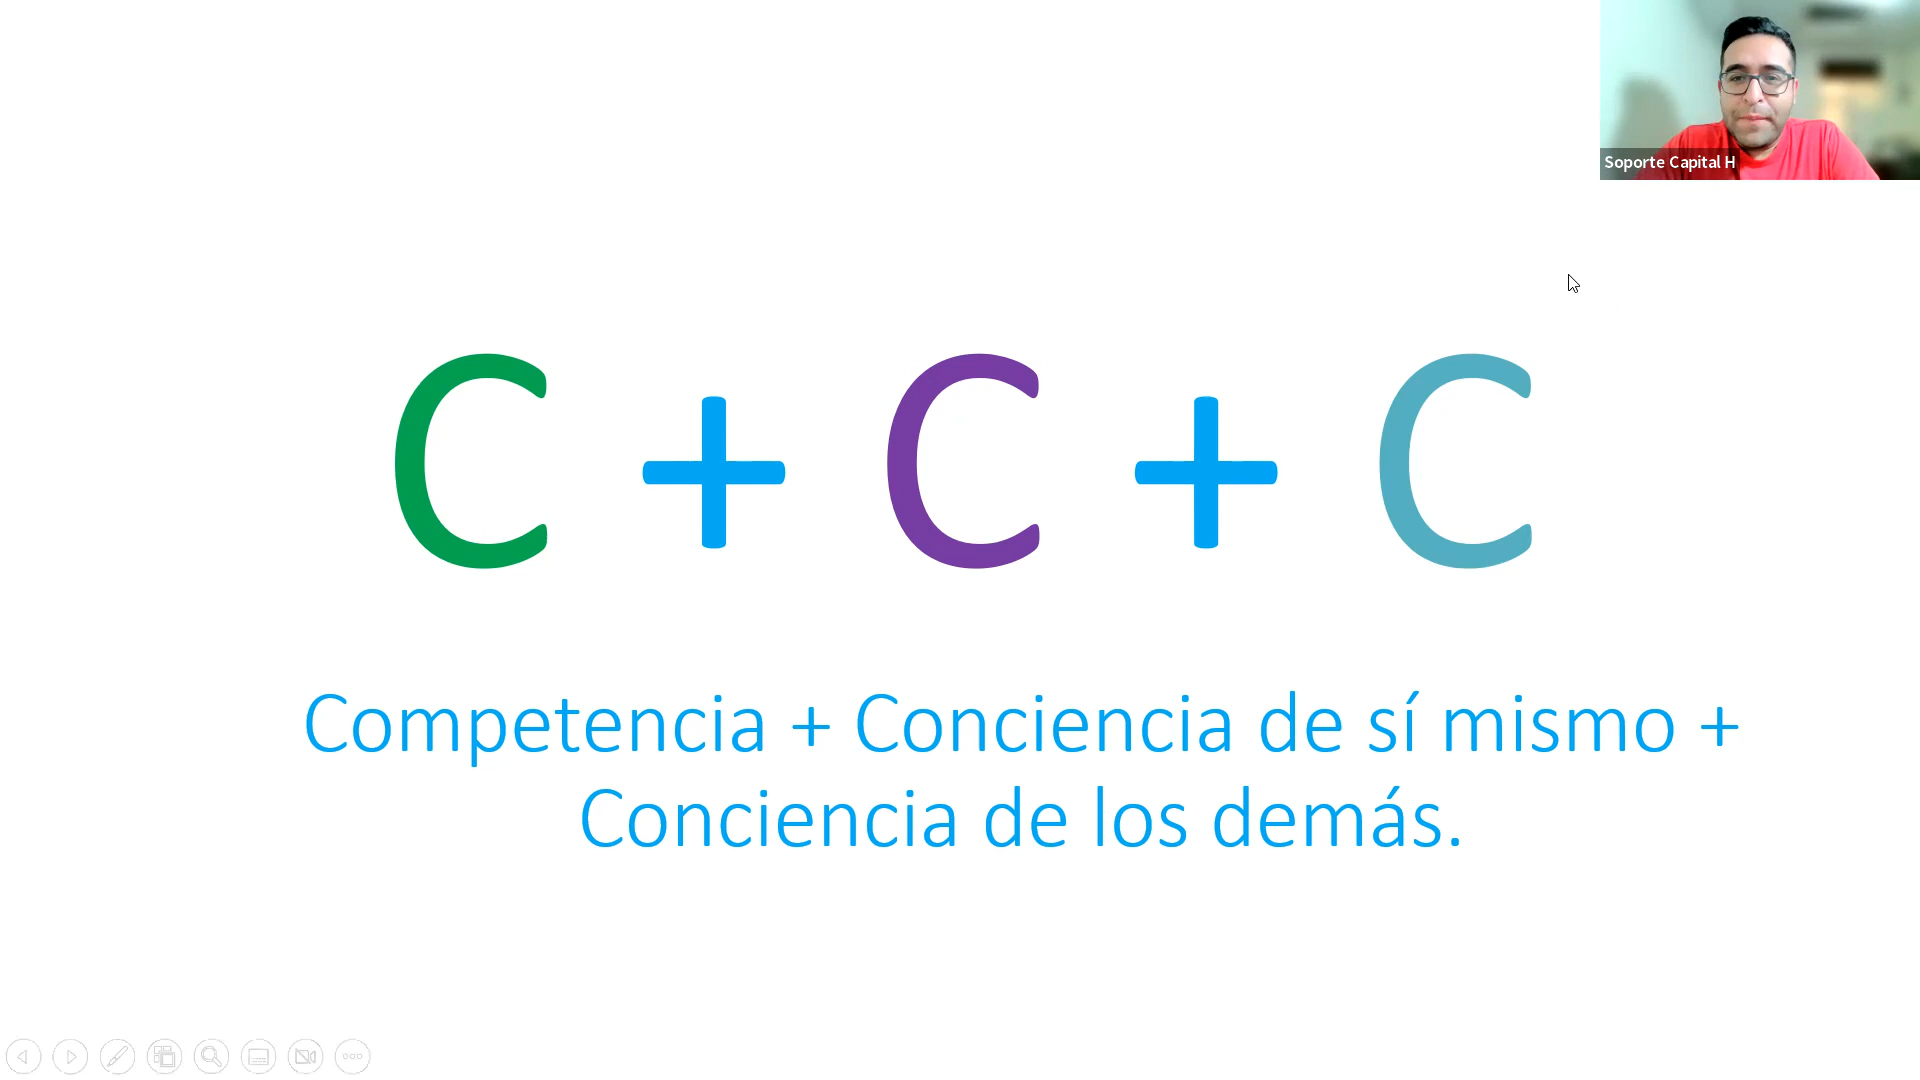 Soporte Capital H
C + C + C
Competencia + Conciencia de sí mismo +
Conciencia de los demás.